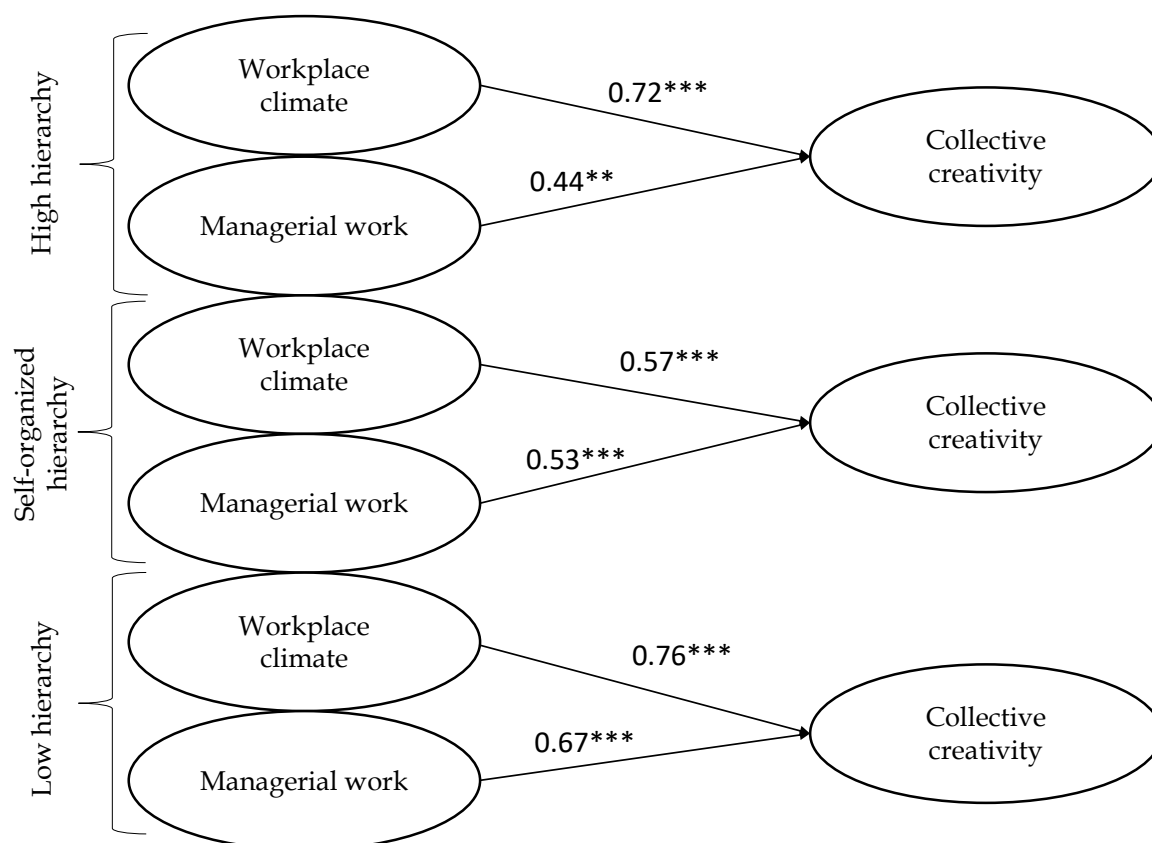 High hierarchy
Workplace
climate
0.72***
Managerial work
0.44**
Collective
creativity
Self-organized
hierarchy
Workplace
climate
0.57***
Managerial work
0.53***
Collective
creativity
Low hierarchy
Workplace
climate
0.76***
Managerial work
0.67***
Collective
creativity